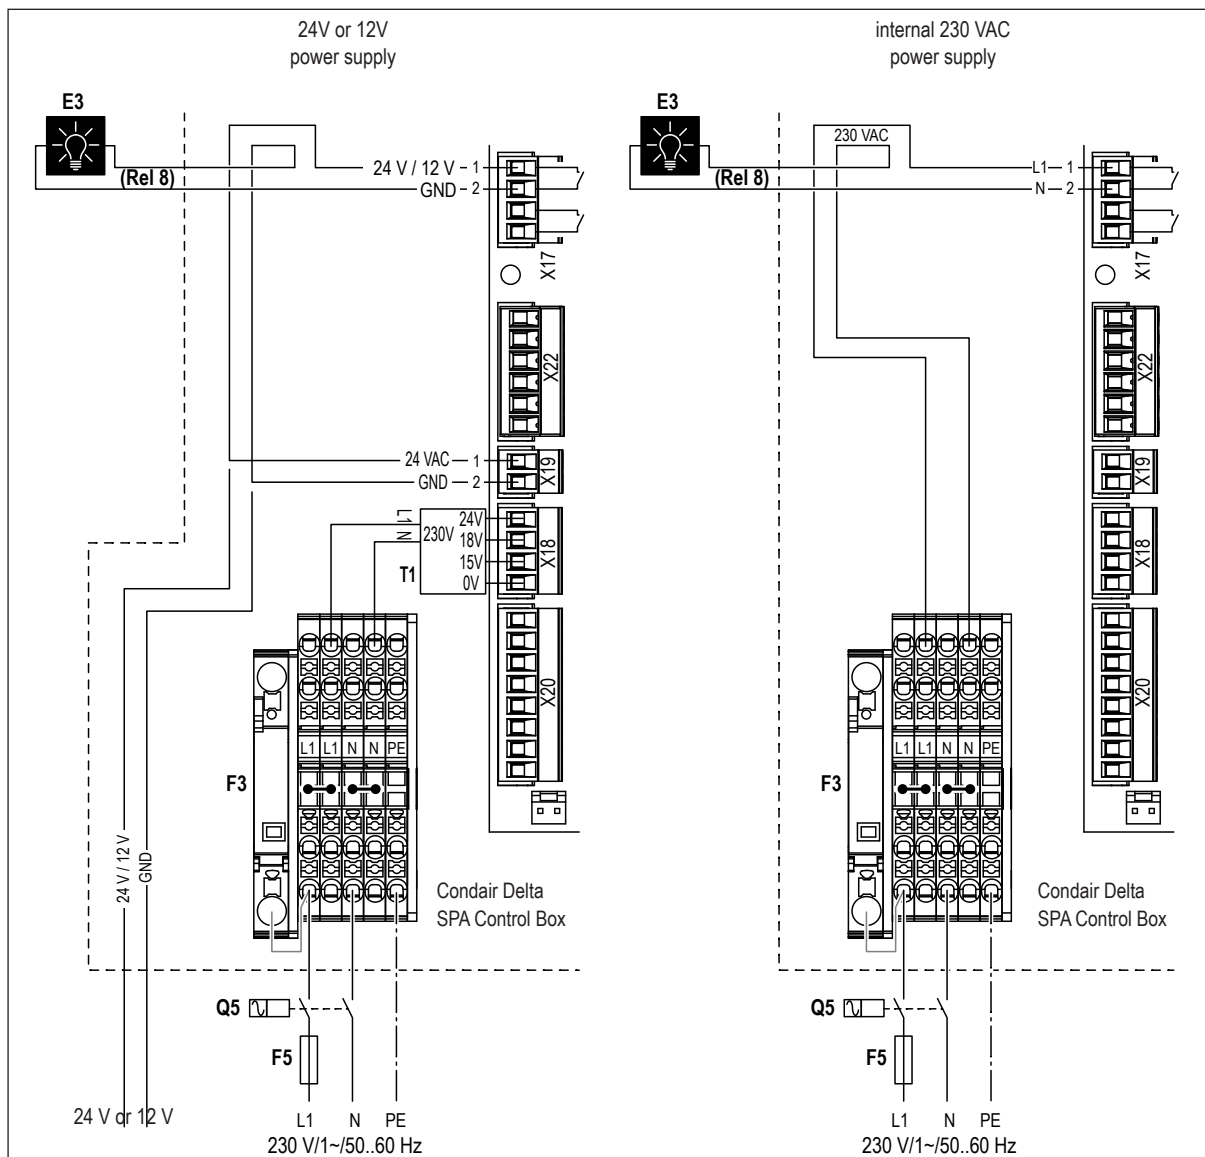 24V or 12V
power supply
E3
(Rel 8)
24 V / 12 V 1
GND 2
X17
X22
24 VAC 1
GND 2
X19
L1
N
230V
T1
24V
18V
15V
0V
X18
X20
L1 L1 N N PE
F3
24 V / 12 V
GND
Condair Delta
SPA Control Box
Q5
F5
24 V or 12 V
L1 N PE
230 V/1~/50..60 Hz
internal 230 VAC
power supply
E3
230 VAC
(Rel 8)
L1 1
N 2
X17
X22
X19
X18
X20
L1 L1 N N PE
F3
Condair Delta
SPA Control Box
Q5
F5
L1 N PE
230 V/1~/50..60 Hz